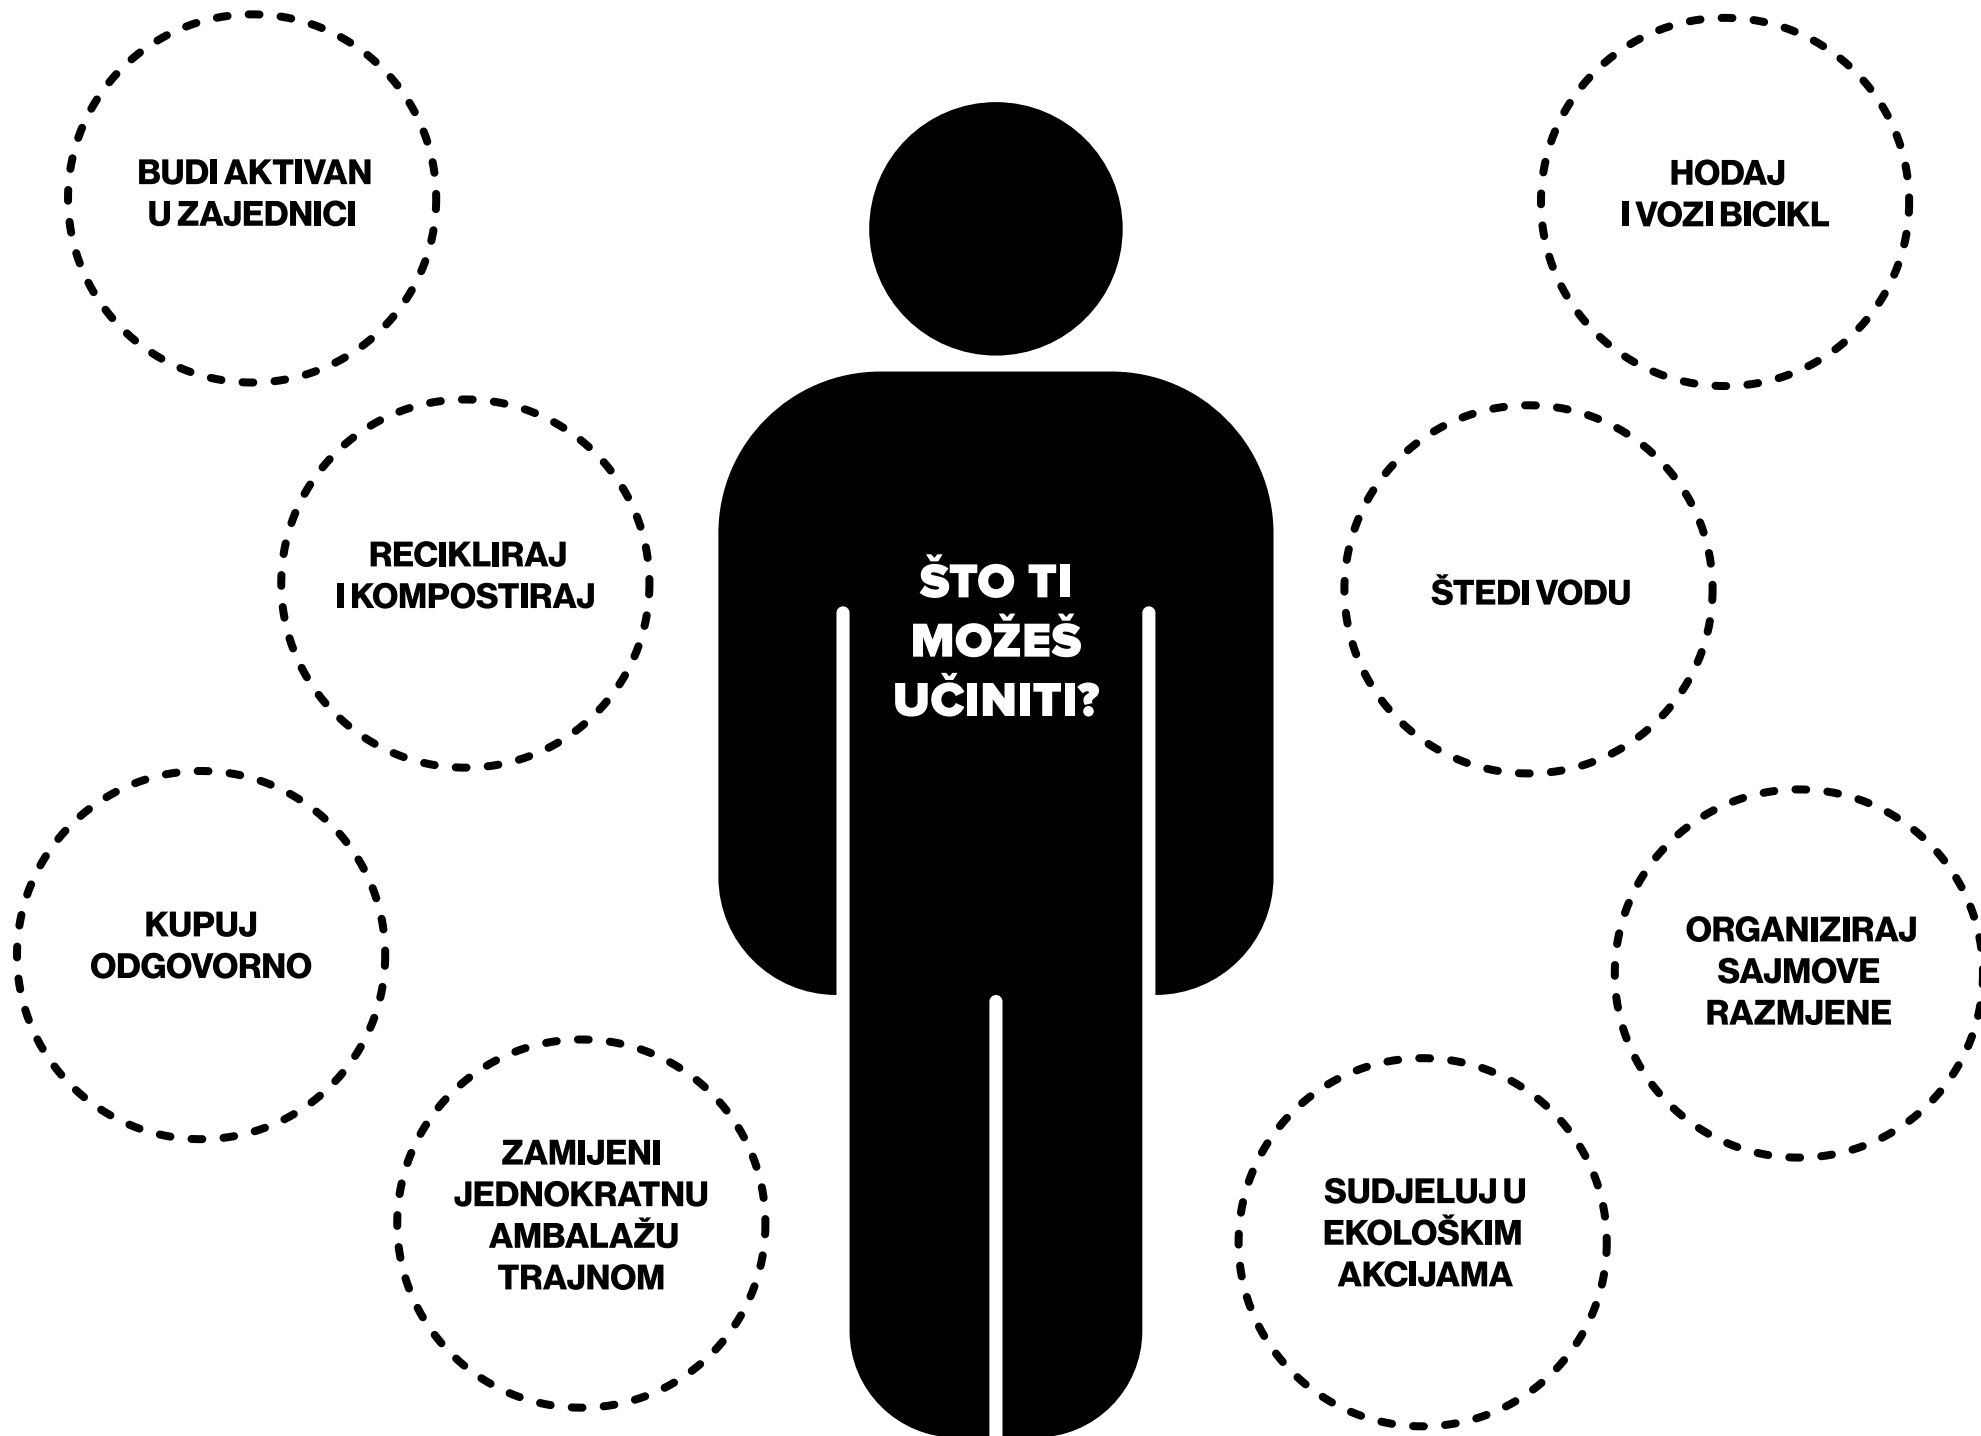 BUDI AKTIVAN
U ZAJEDNICI
HODAJ
I VOZI BICIKL
RECIKLIRAJ
I KOMPOSTIRAJ
ŠTO TI
MOŽEŠ
UČINITI?
ŠTEDI VODU
KUPUJ
ODGOVORNO
ORGANIZIRAJ
SAJMOVE
RAZMJENE
ZAMIJENI
JEDNOKRATNU
AMBALAŽU
TRAJNOM
SUDJELUJ U
EKOLOŠKIM
AKCIJAMA